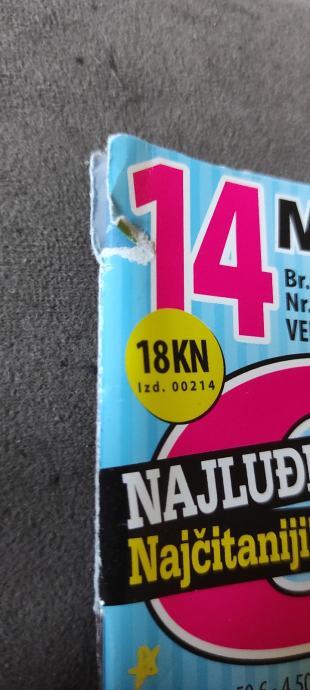 14
M
Br.
Nr.
VE
18KN
Izd. 00214
NAJLUĐ
Najčitaniji